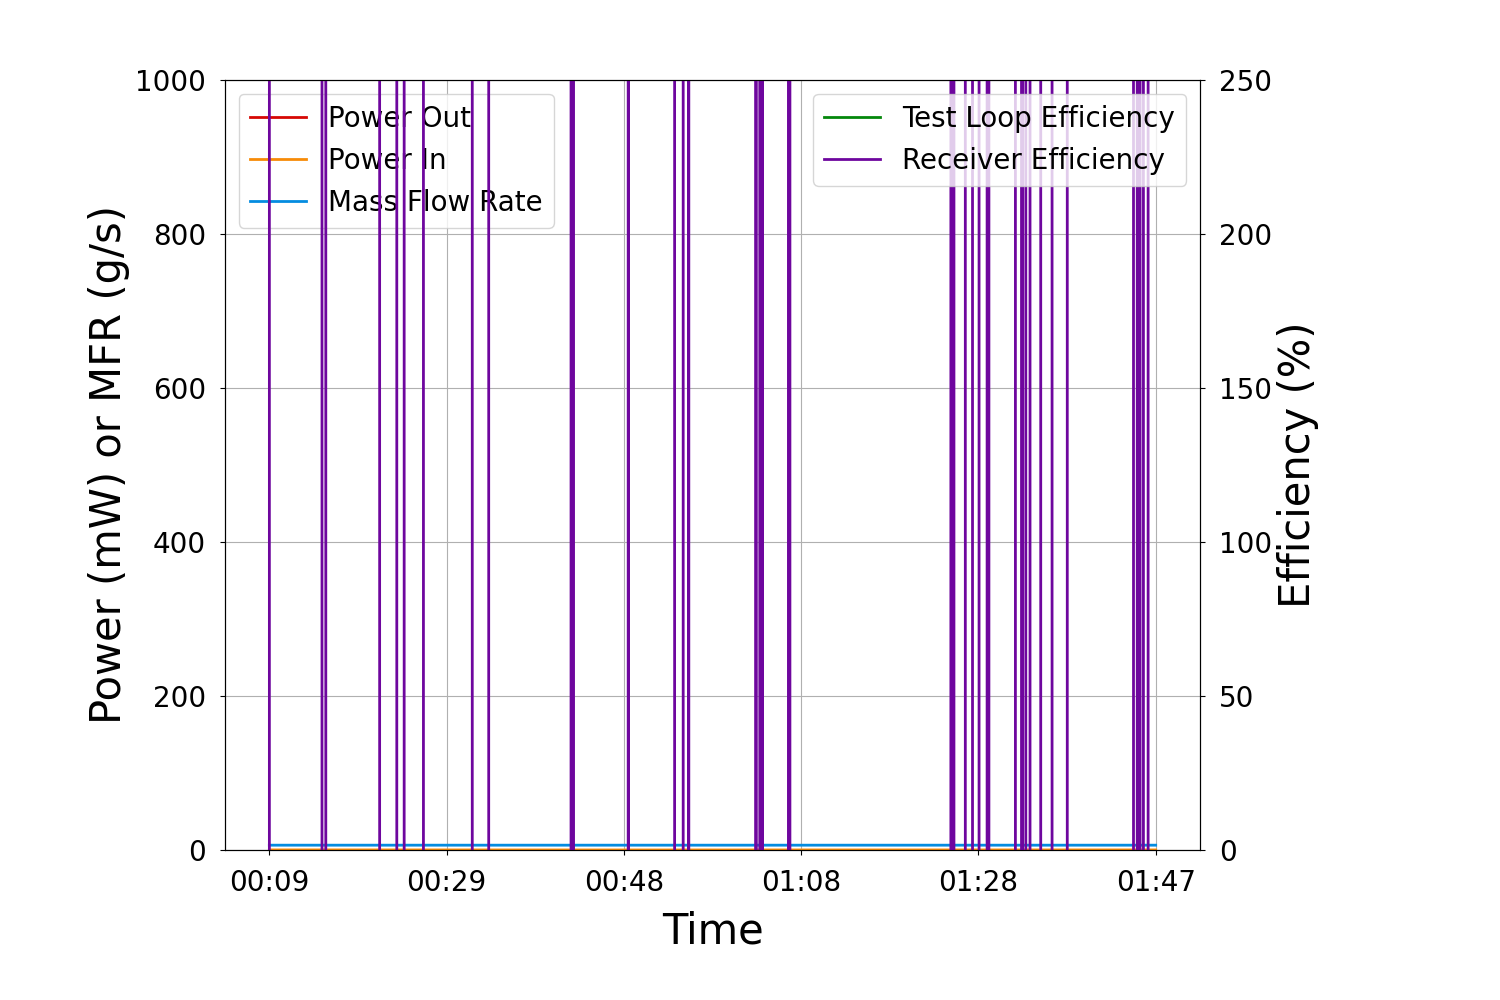 1000
800
600
400
200
0
Power (mW) or MFR (g/s)
Power Out
Power In
Mass Flow Rate
Test Loop Efficiency
Receiver Efficiency
250
200
150
100
50
0
Efficiency (%)
00:09 00:29 00:48 01:08 01:28 01:47
Time